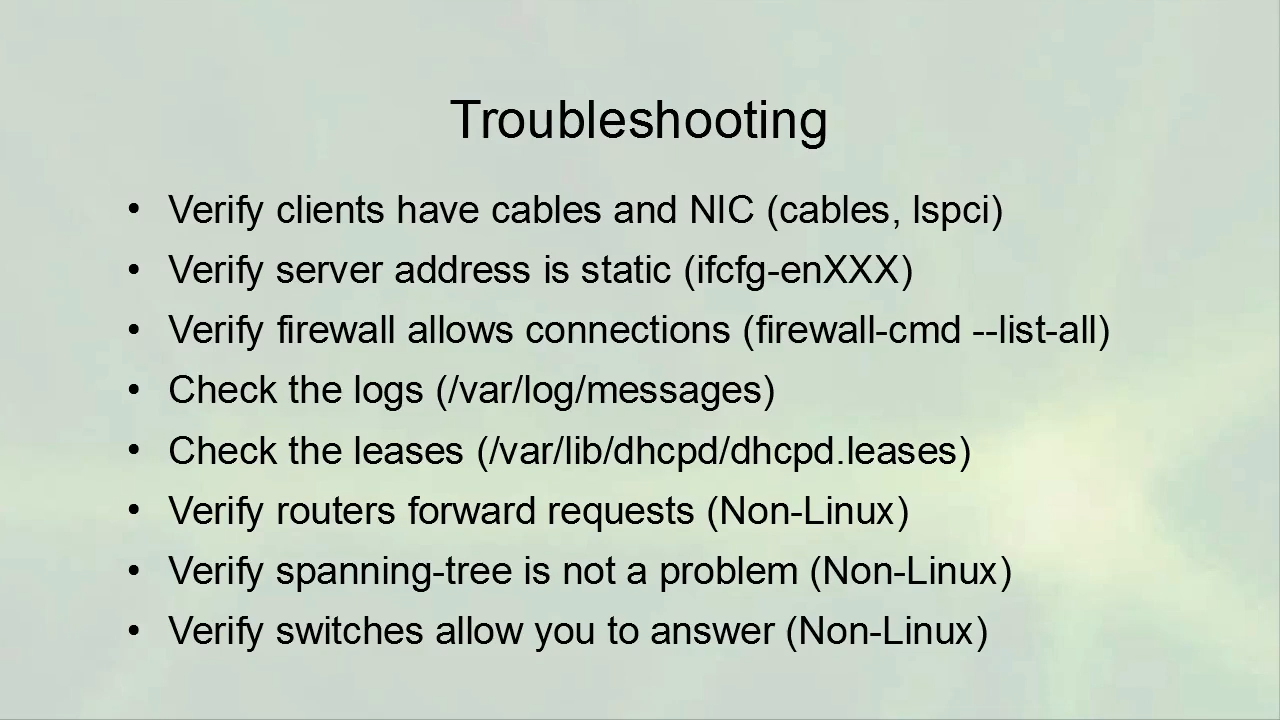 Troubleshooting
• Verify clients have cables and NIC (cables, lspci)
• Verify server address is static (ifcfg-enXXX)
• Verify firewall allows connections (firewall-cmd --list-all)
• Check the logs (/var/log/messages)
• Check the leases (/var/lib/dhcpd/dhcpd.leases)
• Verify routers forward requests (Non-Linux)
• Verify spanning-tree is not a problem (Non-Linux)
• Verify switches allow you to answer (Non-Linux)